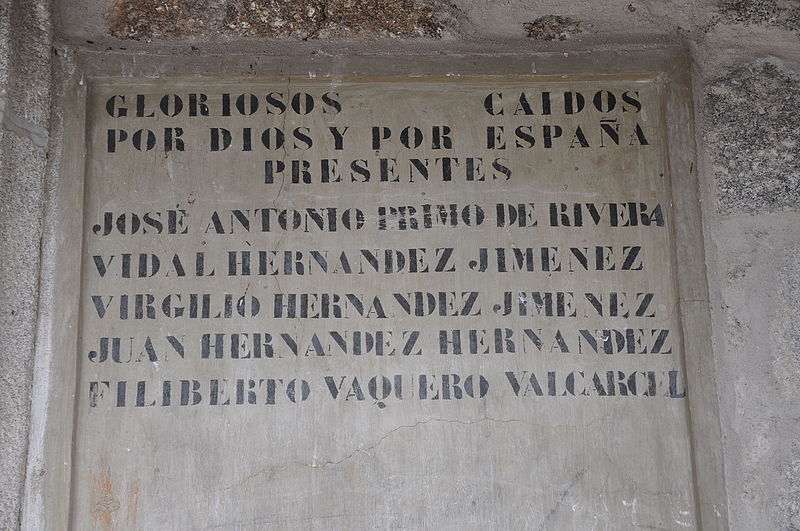 GLORIOSOS CAIDOS
POR DIOS Y POR ESPAÑA
PRESENTES
JOSÉ ANTONIO PRIMO DE RIVERA
VIDAL HERNANDEZ JIMENEZ
VIRGILIO HERNANDEZ JIMENEZ
JUAN HERNANDEZ HERNANDEZ
FILIBERTO VAQUERO VALCARCEL